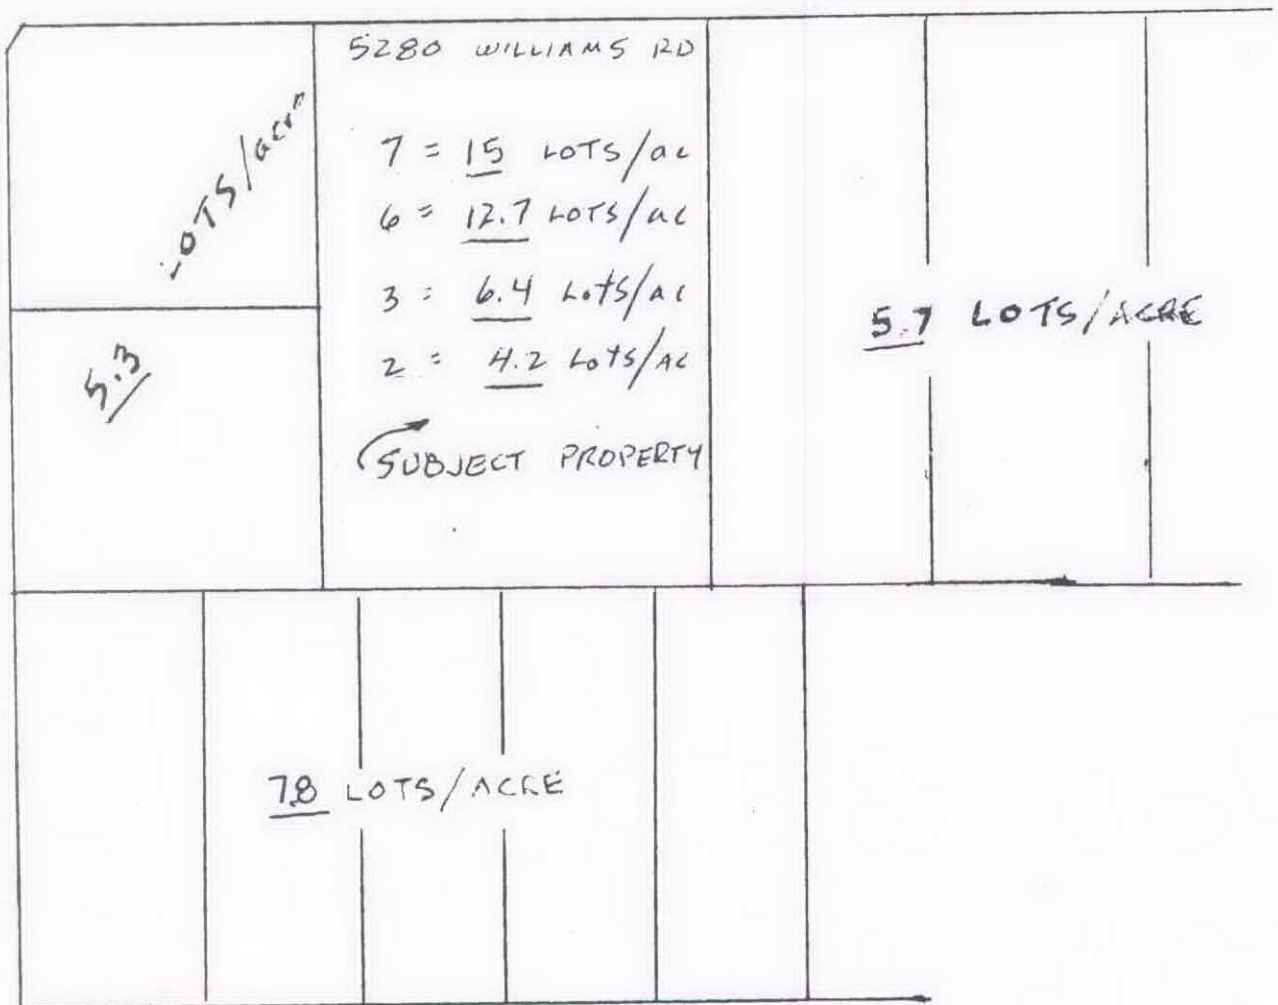 5280 WILLIAMS RD
7 = 15 LOTS/ac
6 = 12.7 LOTS/ac
3 = 6.4 Lots/ac
2 = 4.2 Lots/Ac
SUBJECT PROPERTY
5.3 LOTS/acre
5.7 LOTS/ACRE
7.8 LOTS/ACRE